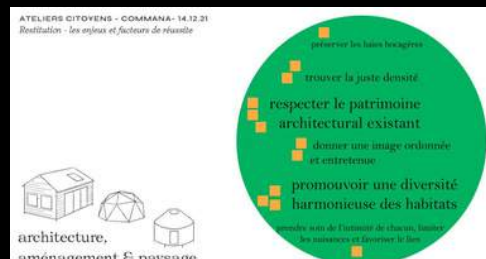 ATELIERS CITOYENS - COMMANA- 14.12.21
Restitution - les enjeux et facteurs de réussite
préserver les haies bocagères
trouver la juste densité
respecter le patrimoine
architectural existant
donner une image ordonnée
et entretenue
promouvoir une diversité
harmonieuse des habitats
prendre soin de l'intimité de chacun, limiter
les nuisances et favoriser le lien
architecture,
aménagement & paysage